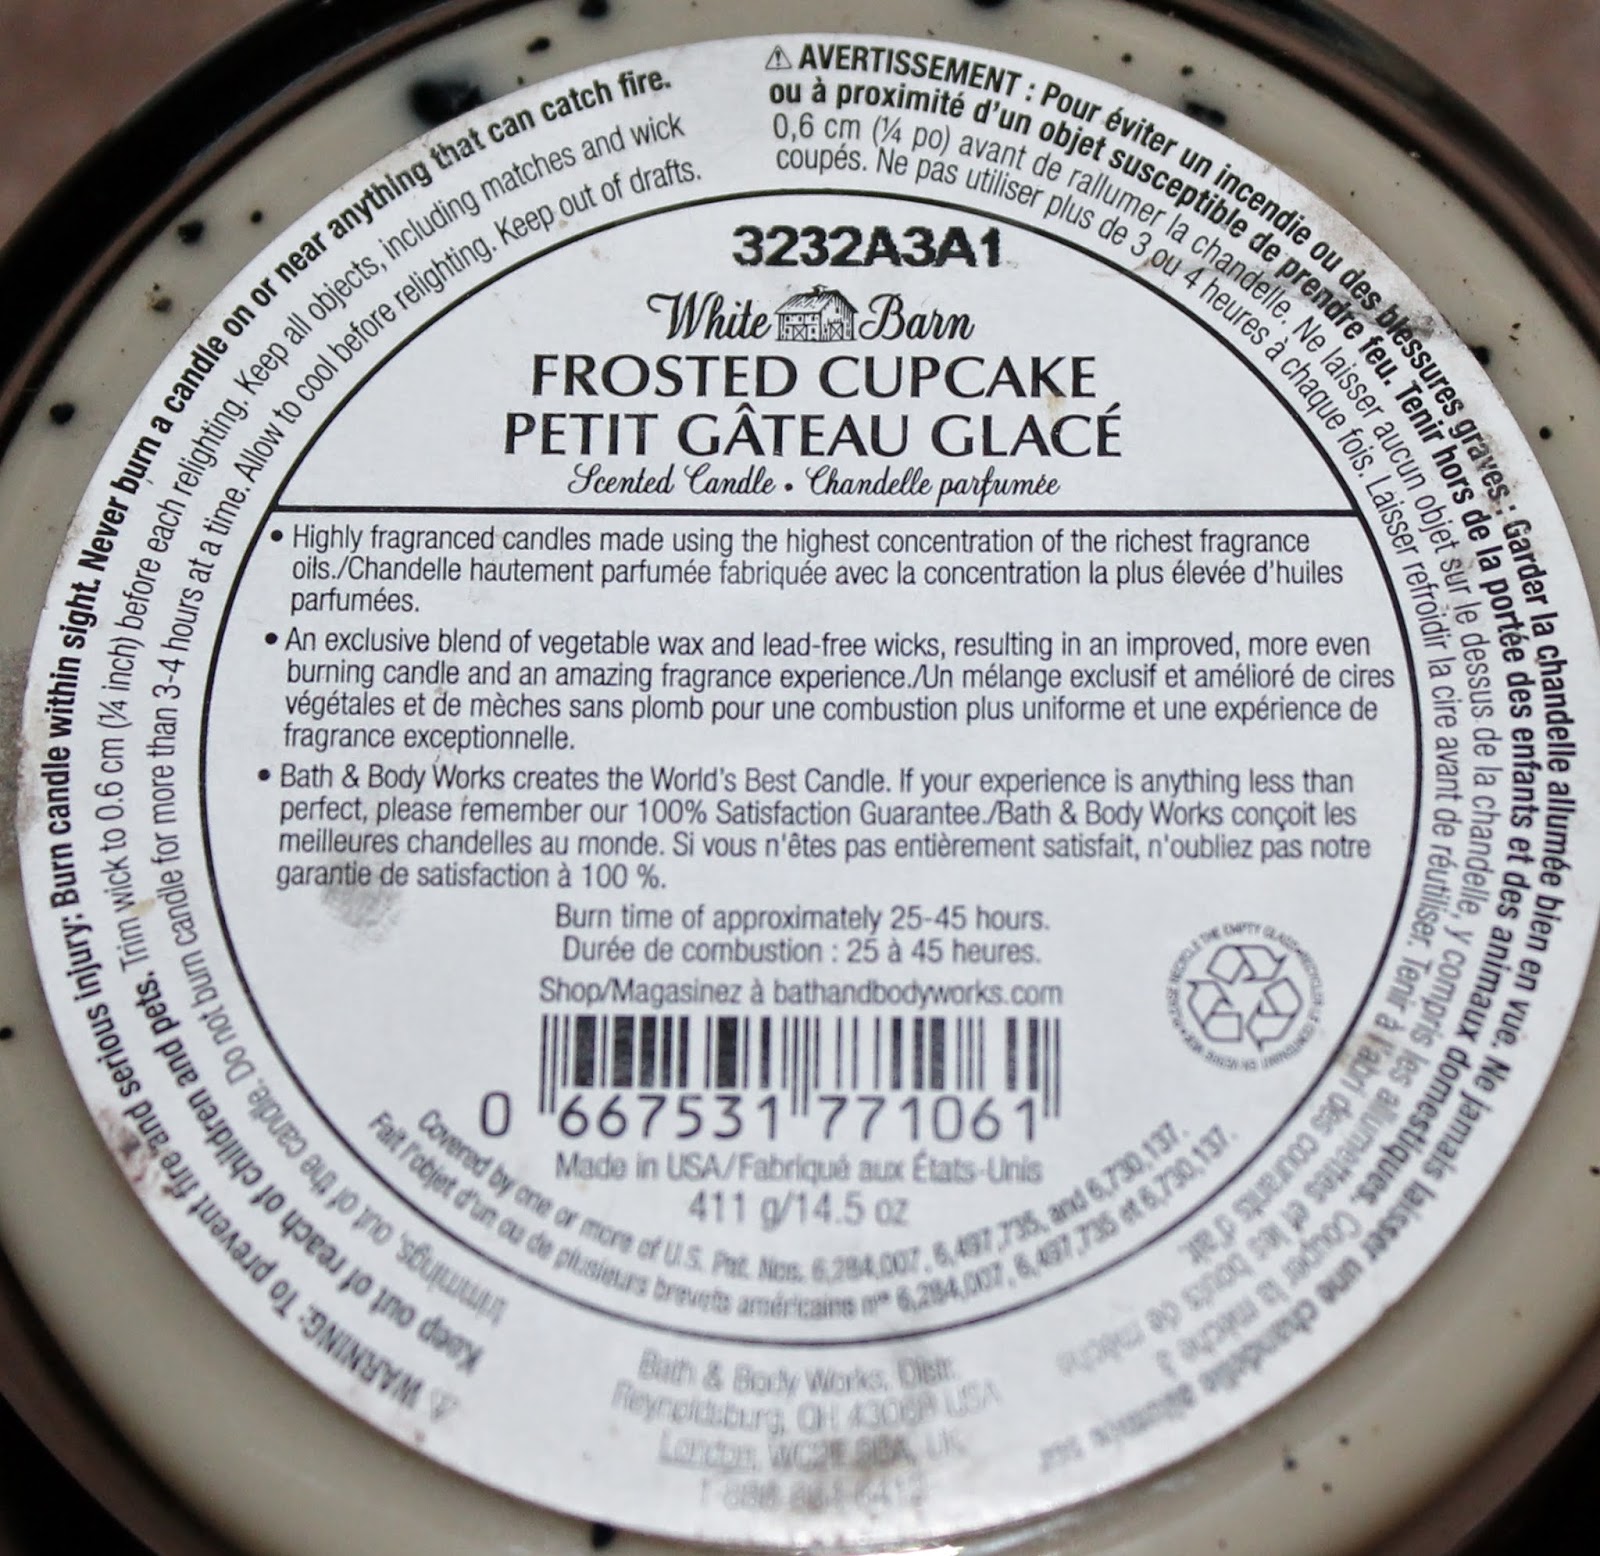 3232A3A1
White Barn
FROSTED CUPCAKE
PETIT GÂTEAU GLACÉ
Scented Candle • Chandelle parfumée
• Highly fragranced candles made using the highest concentration of the richest fragrance
oils./Chandelle hautement parfumée fabriquée avec la concentration la plus élevée d'huiles
parfumées.
• An exclusive blend of vegetable wax and lead-free wicks, resulting in an improved, more even
burning candle and an amazing fragrance experience./Un mélange exclusif et amélioré de cires
végétales et de mèches sans plomb pour une combustion plus uniforme et une expérience de
fragrance exceptionnelle.
• Bath & Body Works creates the World's Best Candle. If your experience is anything less than
perfect, please remember our 100% Satisfaction Guarantee./Bath & Body Works conçoit les
meilleures chandelles au monde. Si vous n'êtes pas entièrement satisfait, n'oubliez pas notre
garantie de satisfaction à 100 %.
Burn time of approximately 25-45 hours.
Durée de combustion : 25 à 45 heures.
Shop/Magasinez à bathandbodyworks.com
0 667531 771061
Made in USA/Fabriqué aux États-Unis
411 g/14.5 oz
Covered by one or more of U.S. Pat. Nos. 6,284,007, 6,497,735, and 6,730,137.
Fait l'objet d'un ou de plusieurs brevets américains nos 6,284,007, 6,497,735 et 6,730,137.
⚠ WARNING: To prevent fire and serious injury: Burn candle within sight. Never burn a candle on or near anything that can catch fire.
Keep out of reach of children and pets. Trim wick to 0.6 cm (¼ inch) before each relighting. Keep all objects, including matches and wick
trimmings, out of the candle. Do not burn candle for more than 3-4 hours at a time. Allow to cool before relighting. Keep out of drafts.
⚠ AVERTISSEMENT : Pour éviter un incendie ou des blessures graves : Garder la chandelle allumée bien en vue. Ne jamais laisser une chandelle allumée sur
ou à proximité d'un objet susceptible de prendre feu. Tenir hors de la portée des enfants et des animaux domestiques. Couper la mèche à
0,6 cm (¼ po) avant de rallumer la chandelle. Ne laisser aucun objet sur le dessus de la chandelle, y compris les allumettes et les bouts de mèche
coupés. Ne pas utiliser plus de 3 ou 4 heures à chaque fois. Laisser refroidir la cire avant de réutiliser. Tenir à l'abri des courants d'air.
Bath & Body Works, Distr.
Reynoldsburg, OH 43068 USA
London, UK
PLEASE RECYCLE THE EMPTY GLASS